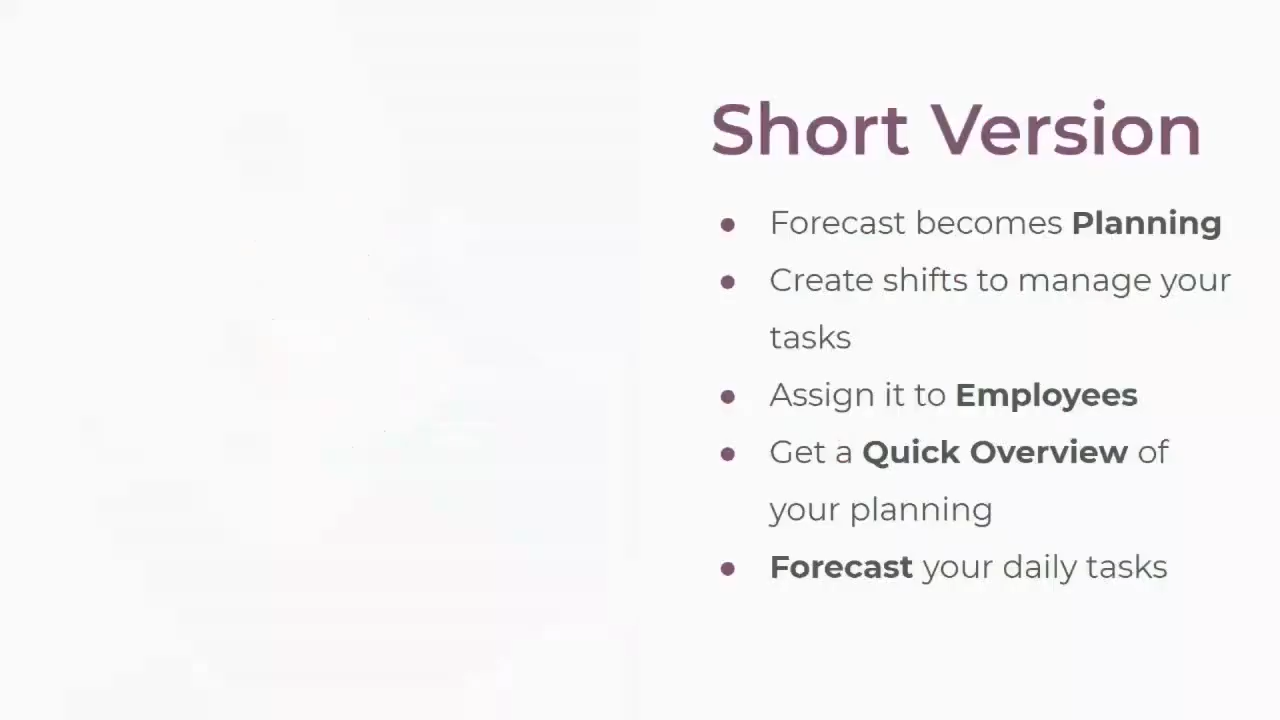 Short Version
● Forecast becomes Planning
● Create shifts to manage your
tasks
● Assign it to Employees
● Get a Quick Overview of
your planning
● Forecast your daily tasks